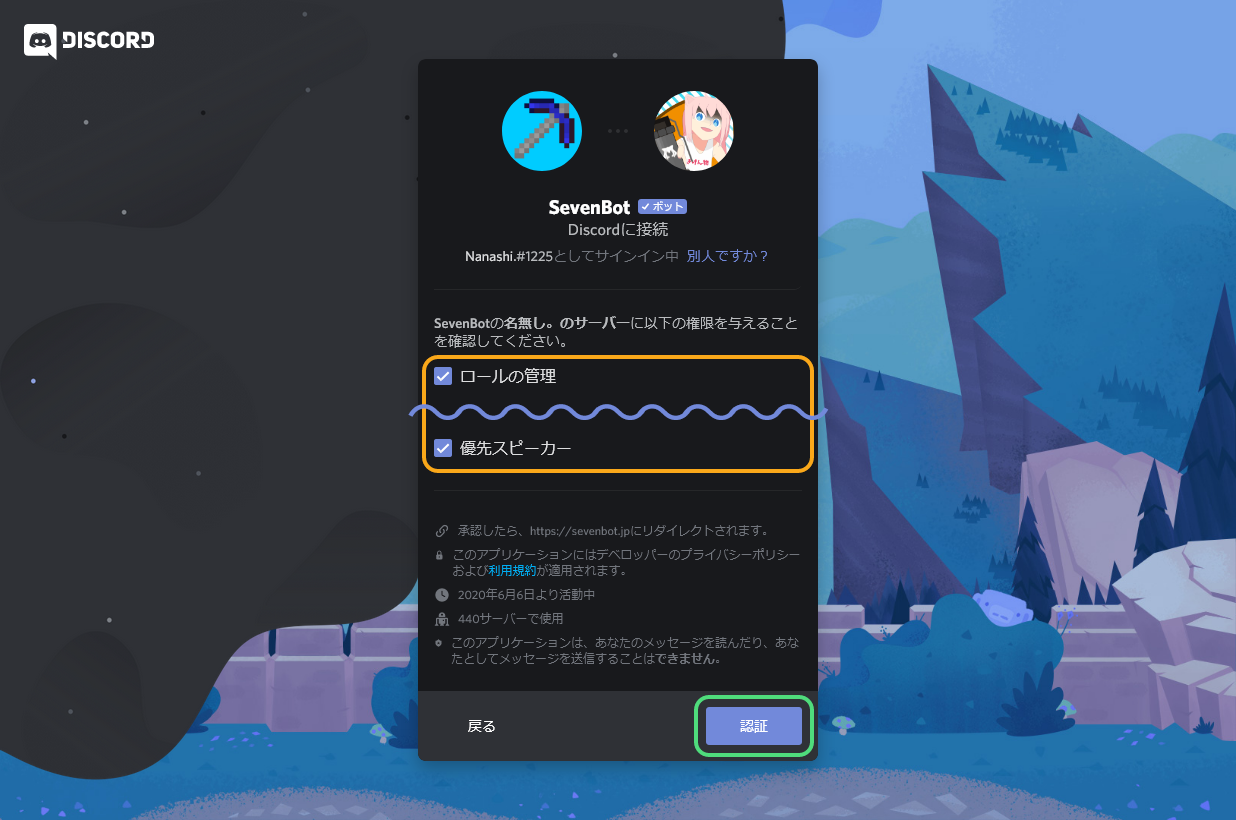 DISCORD
SevenBot ボット
Discordに接続
Nanashi.#1225としてサインイン中 別人ですか？
SevenBotの名無し。のサーバーに以下の権限を与えること
を確認してください。
ロールの管理
優先スピーカー
承認したら、https://sevenbot.jpにリダイレクトされます。
このアプリケーションにはデベロッパーのプライバシーポリシー
および利用規約が適用されます。
2020年6月6日より活動中
440サーバーで使用
このアプリケーションは、あなたのメッセージを読んだり、あな
たとしてメッセージを送信することはできません。
戻る
認証